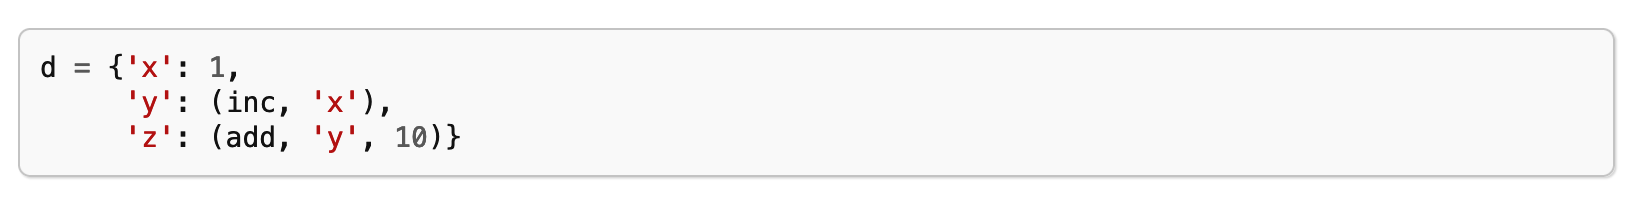 d = {'x': 1,
     'y': (inc, 'x'),
     'z': (add, 'y', 10)}